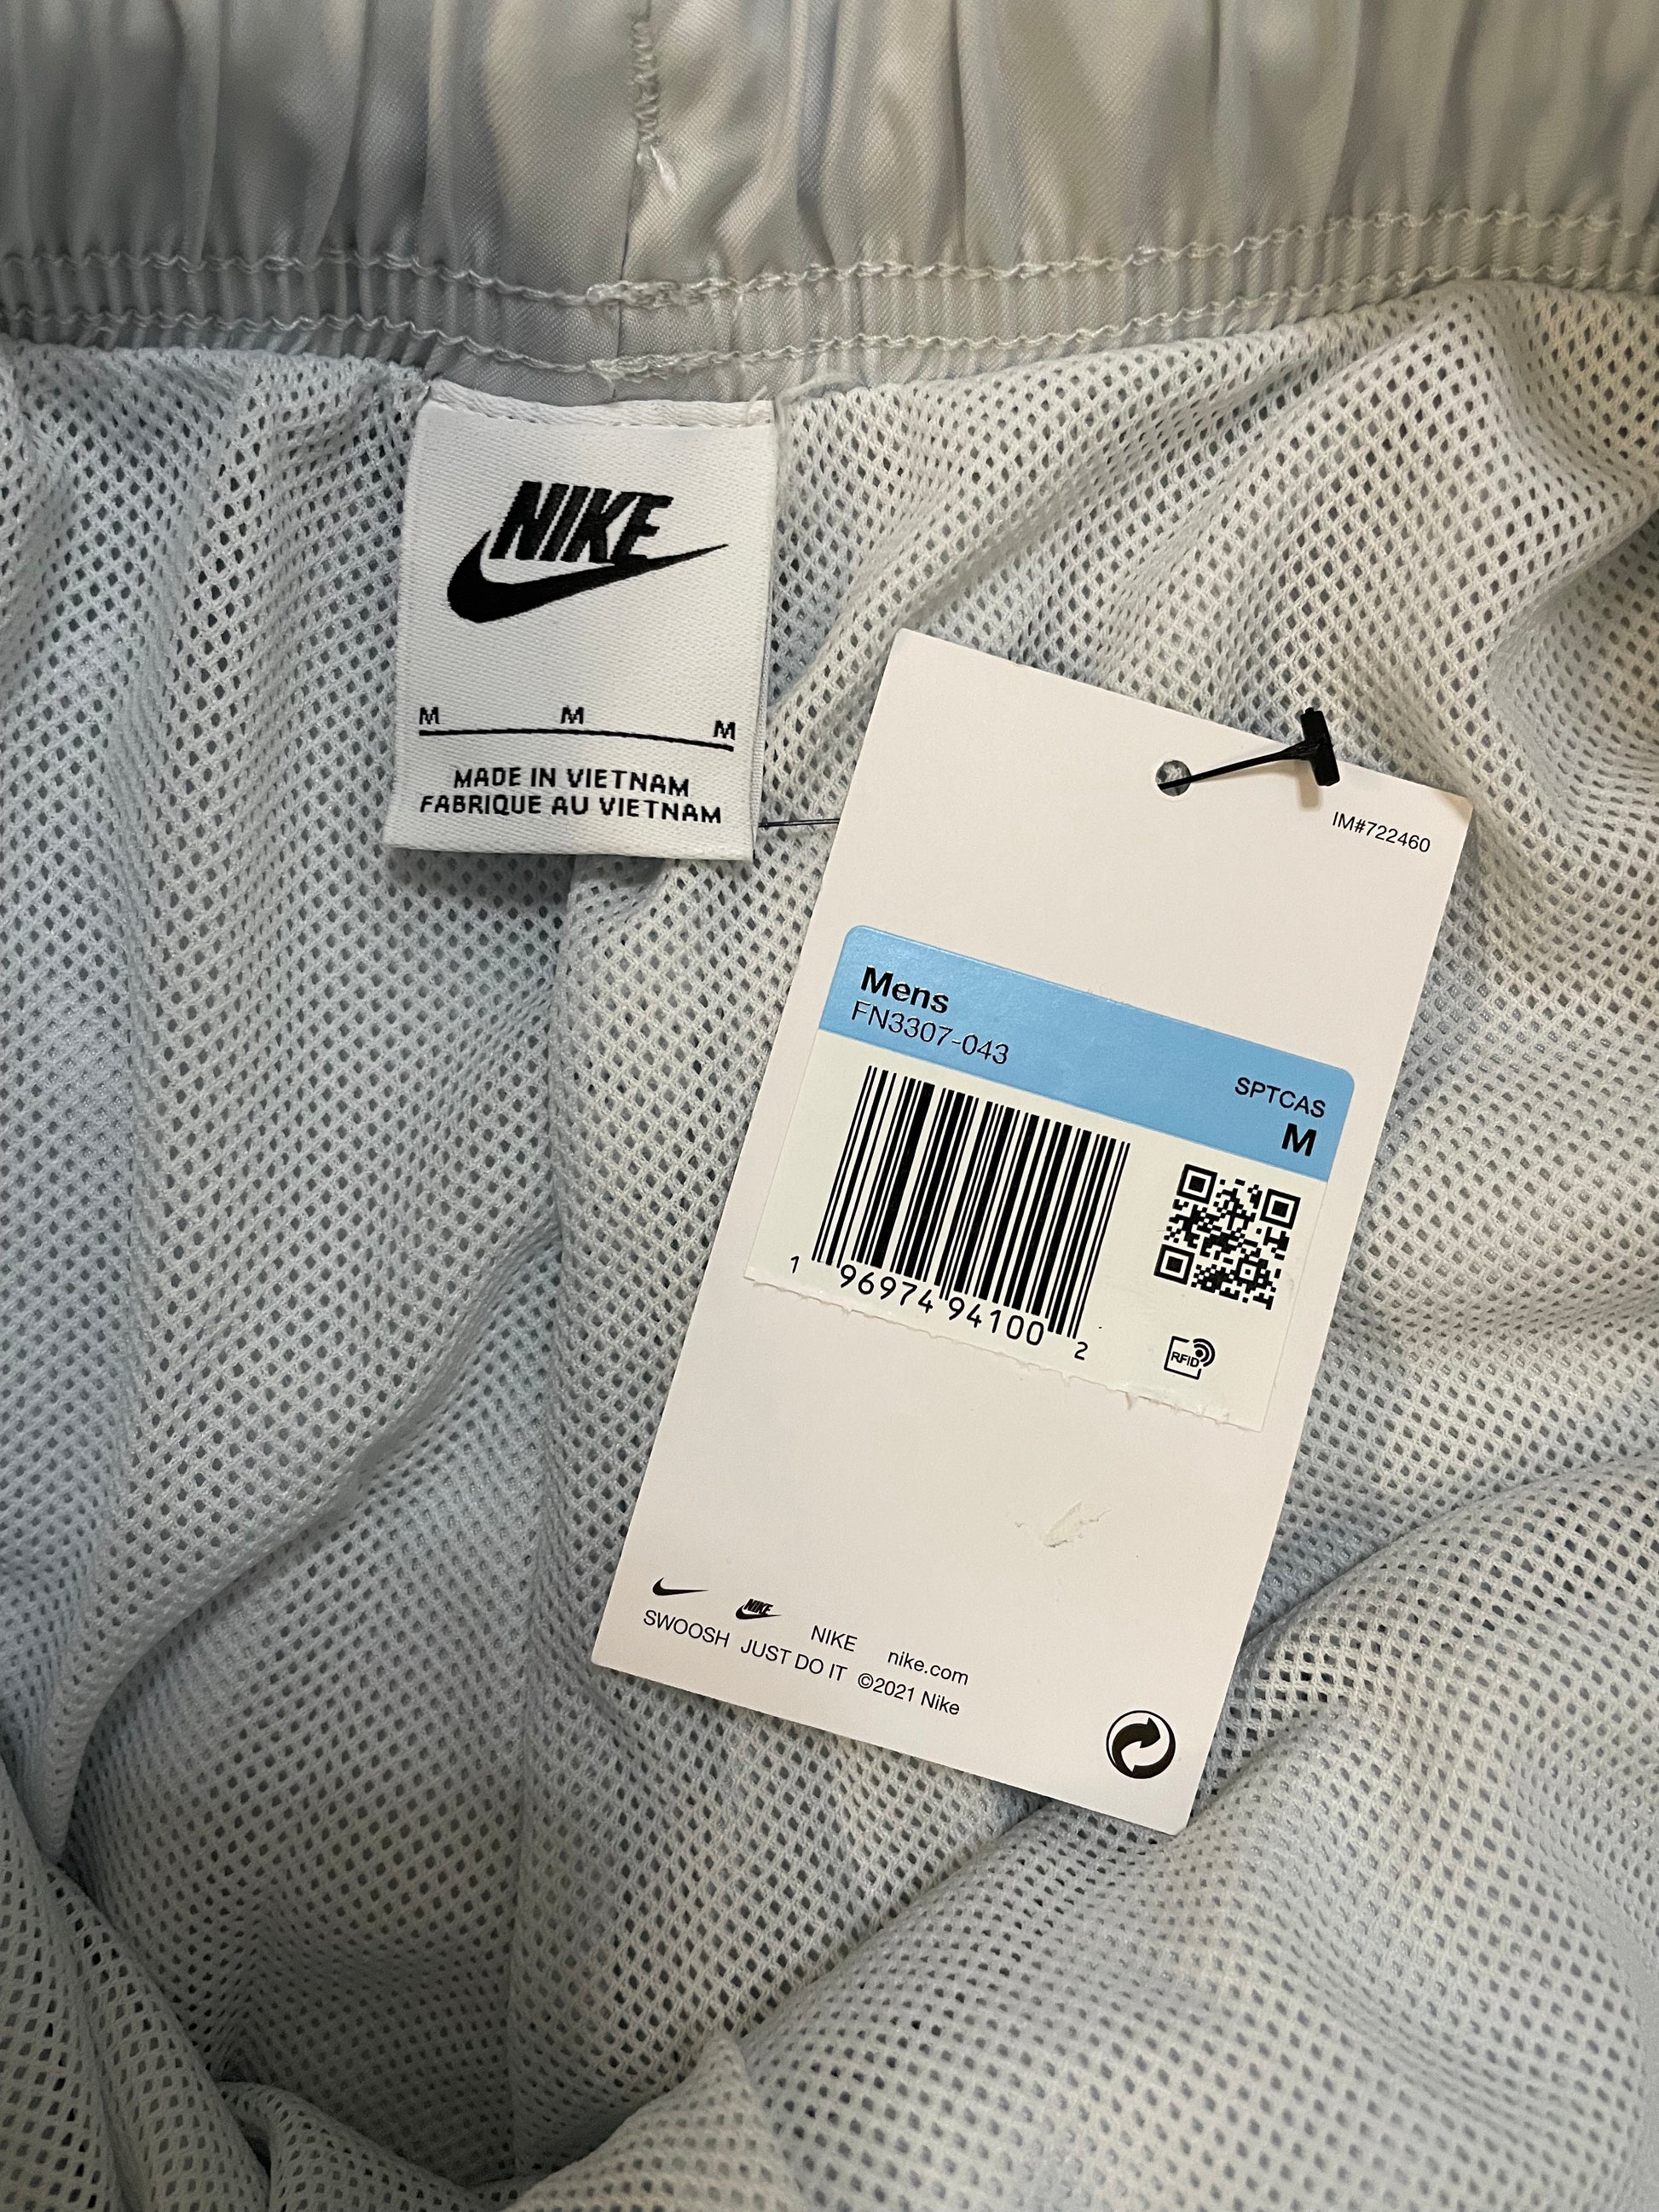 NIKE
M M M
MADE IN VIETNAM
FABRIQUE AU VIETNAM
IM#722460
Mens
FN3307-043
SPTCAS
M
1 96974 94100 2
RFID
NIKE NIKE nike.com
SWOOSH JUST DO IT ©2021 Nike